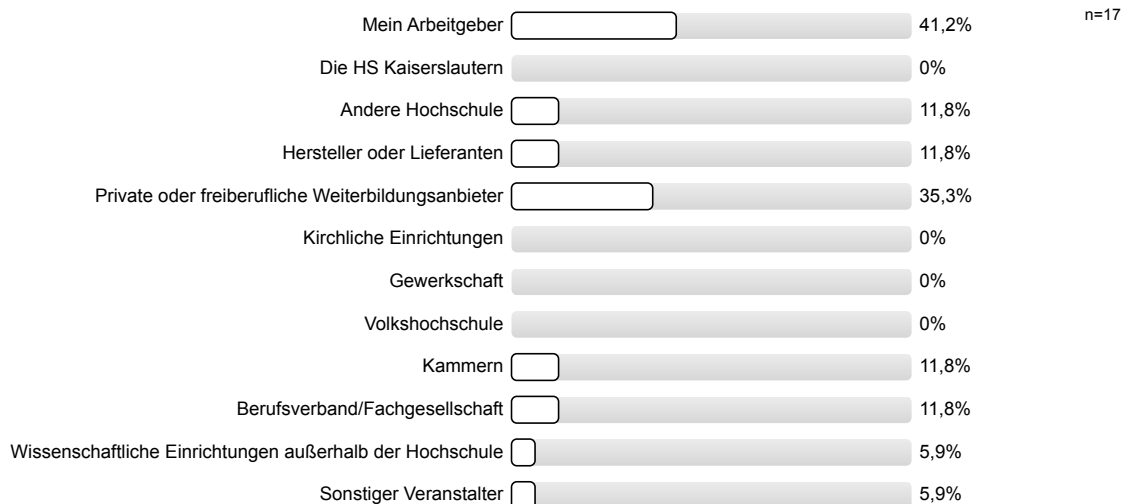 Mein Arbeitgeber 41,2% n=17
Die HS Kaiserslautern 0%
Andere Hochschule 11,8%
Hersteller oder Lieferanten 11,8%
Private oder freiberufliche Weiterbildungsanbieter 35,3%
Kirchliche Einrichtungen 0%
Gewerkschaft 0%
Volkshochschule 0%
Kammern 11,8%
Berufsverband/Fachgesellschaft 11,8%
Wissenschaftliche Einrichtungen außerhalb der Hochschule 5,9%
Sonstiger Veranstalter 5,9%